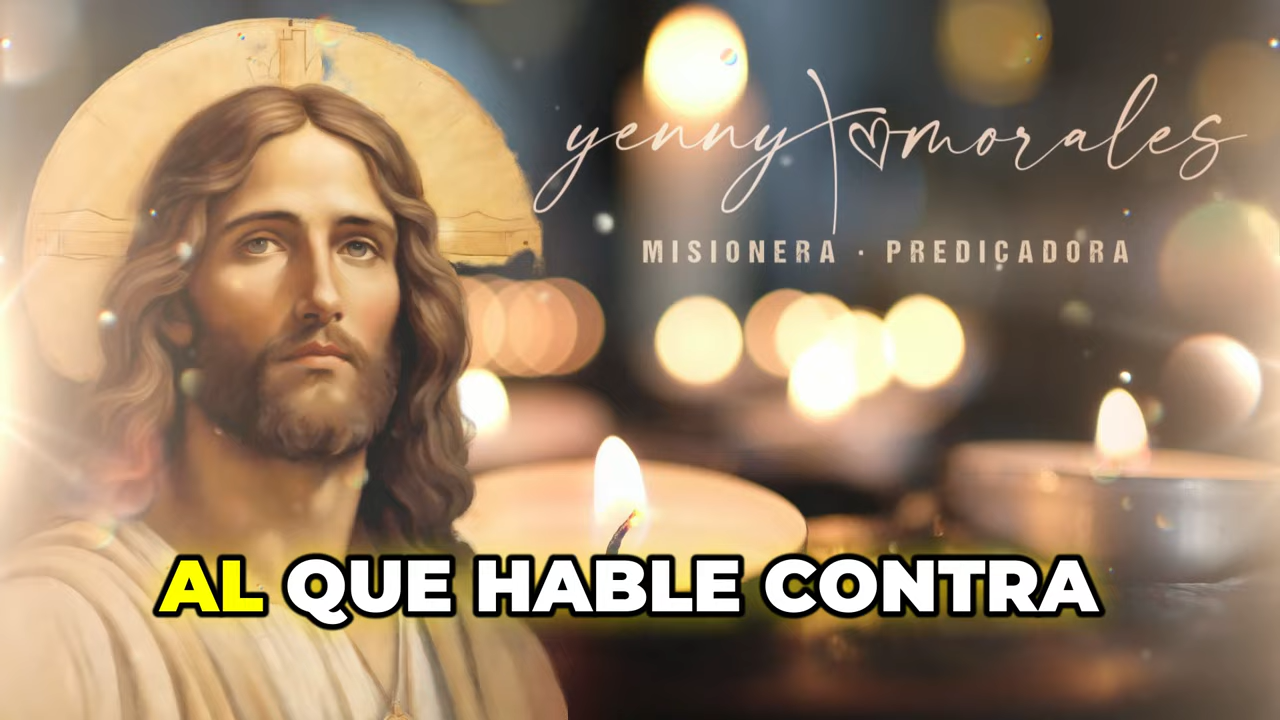 yenny morales
MISIONERA · PREDICADORA
AL QUE HABLE CONTRA